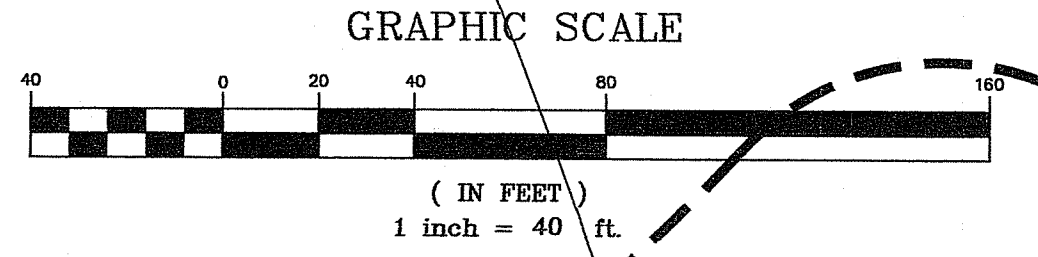 GRAPHIC SCALE
40 0 20 40 80 160
( IN FEET )
1 inch = 40 ft.